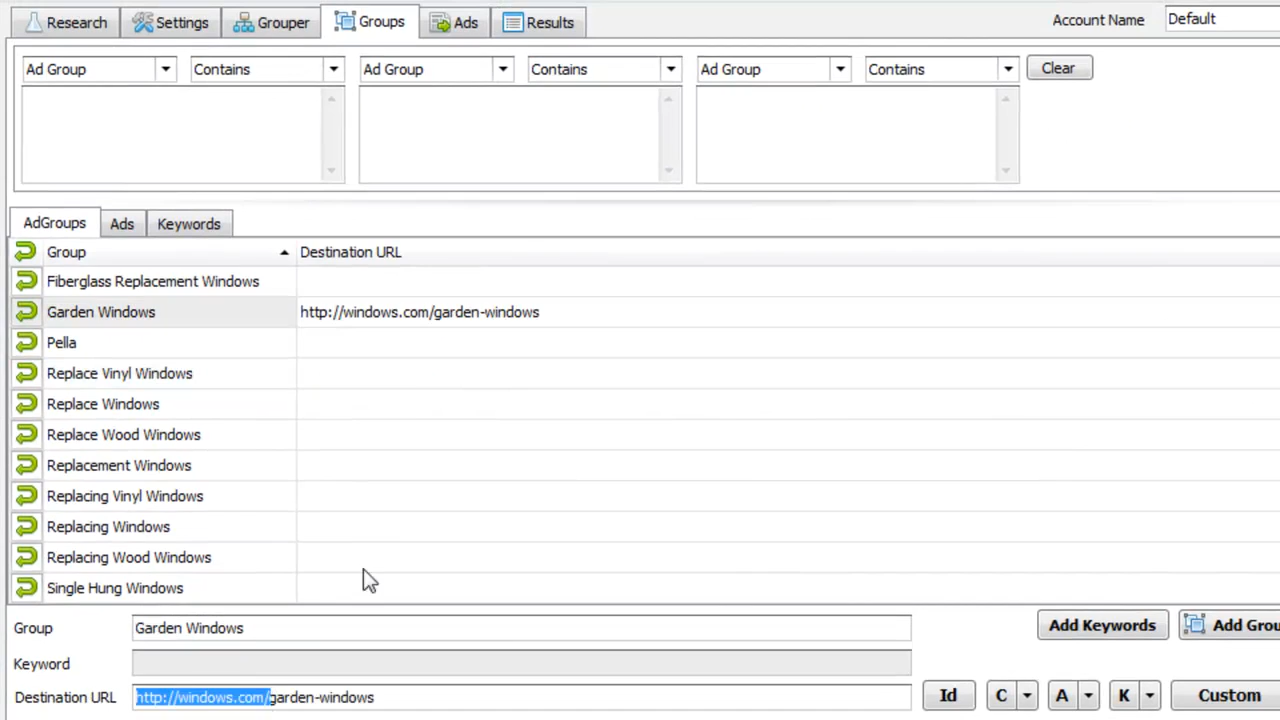 Research Settings Grouper Groups Ads Results Account Name Default
Ad Group Contains Ad Group Contains Ad Group Contains Clear
AdGroups Ads Keywords
Group Destination URL
Fiberglass Replacement Windows
Garden Windows http://windows.com/garden-windows
Pella
Replace Vinyl Windows
Replace Windows
Replace Wood Windows
Replacement Windows
Replacing Vinyl Windows
Replacing Windows
Replacing Wood Windows
Single Hung Windows
Group Garden Windows Add Keywords Add Grou
Keyword
Destination URL http://windows.com/garden-windows Id C A K Custom